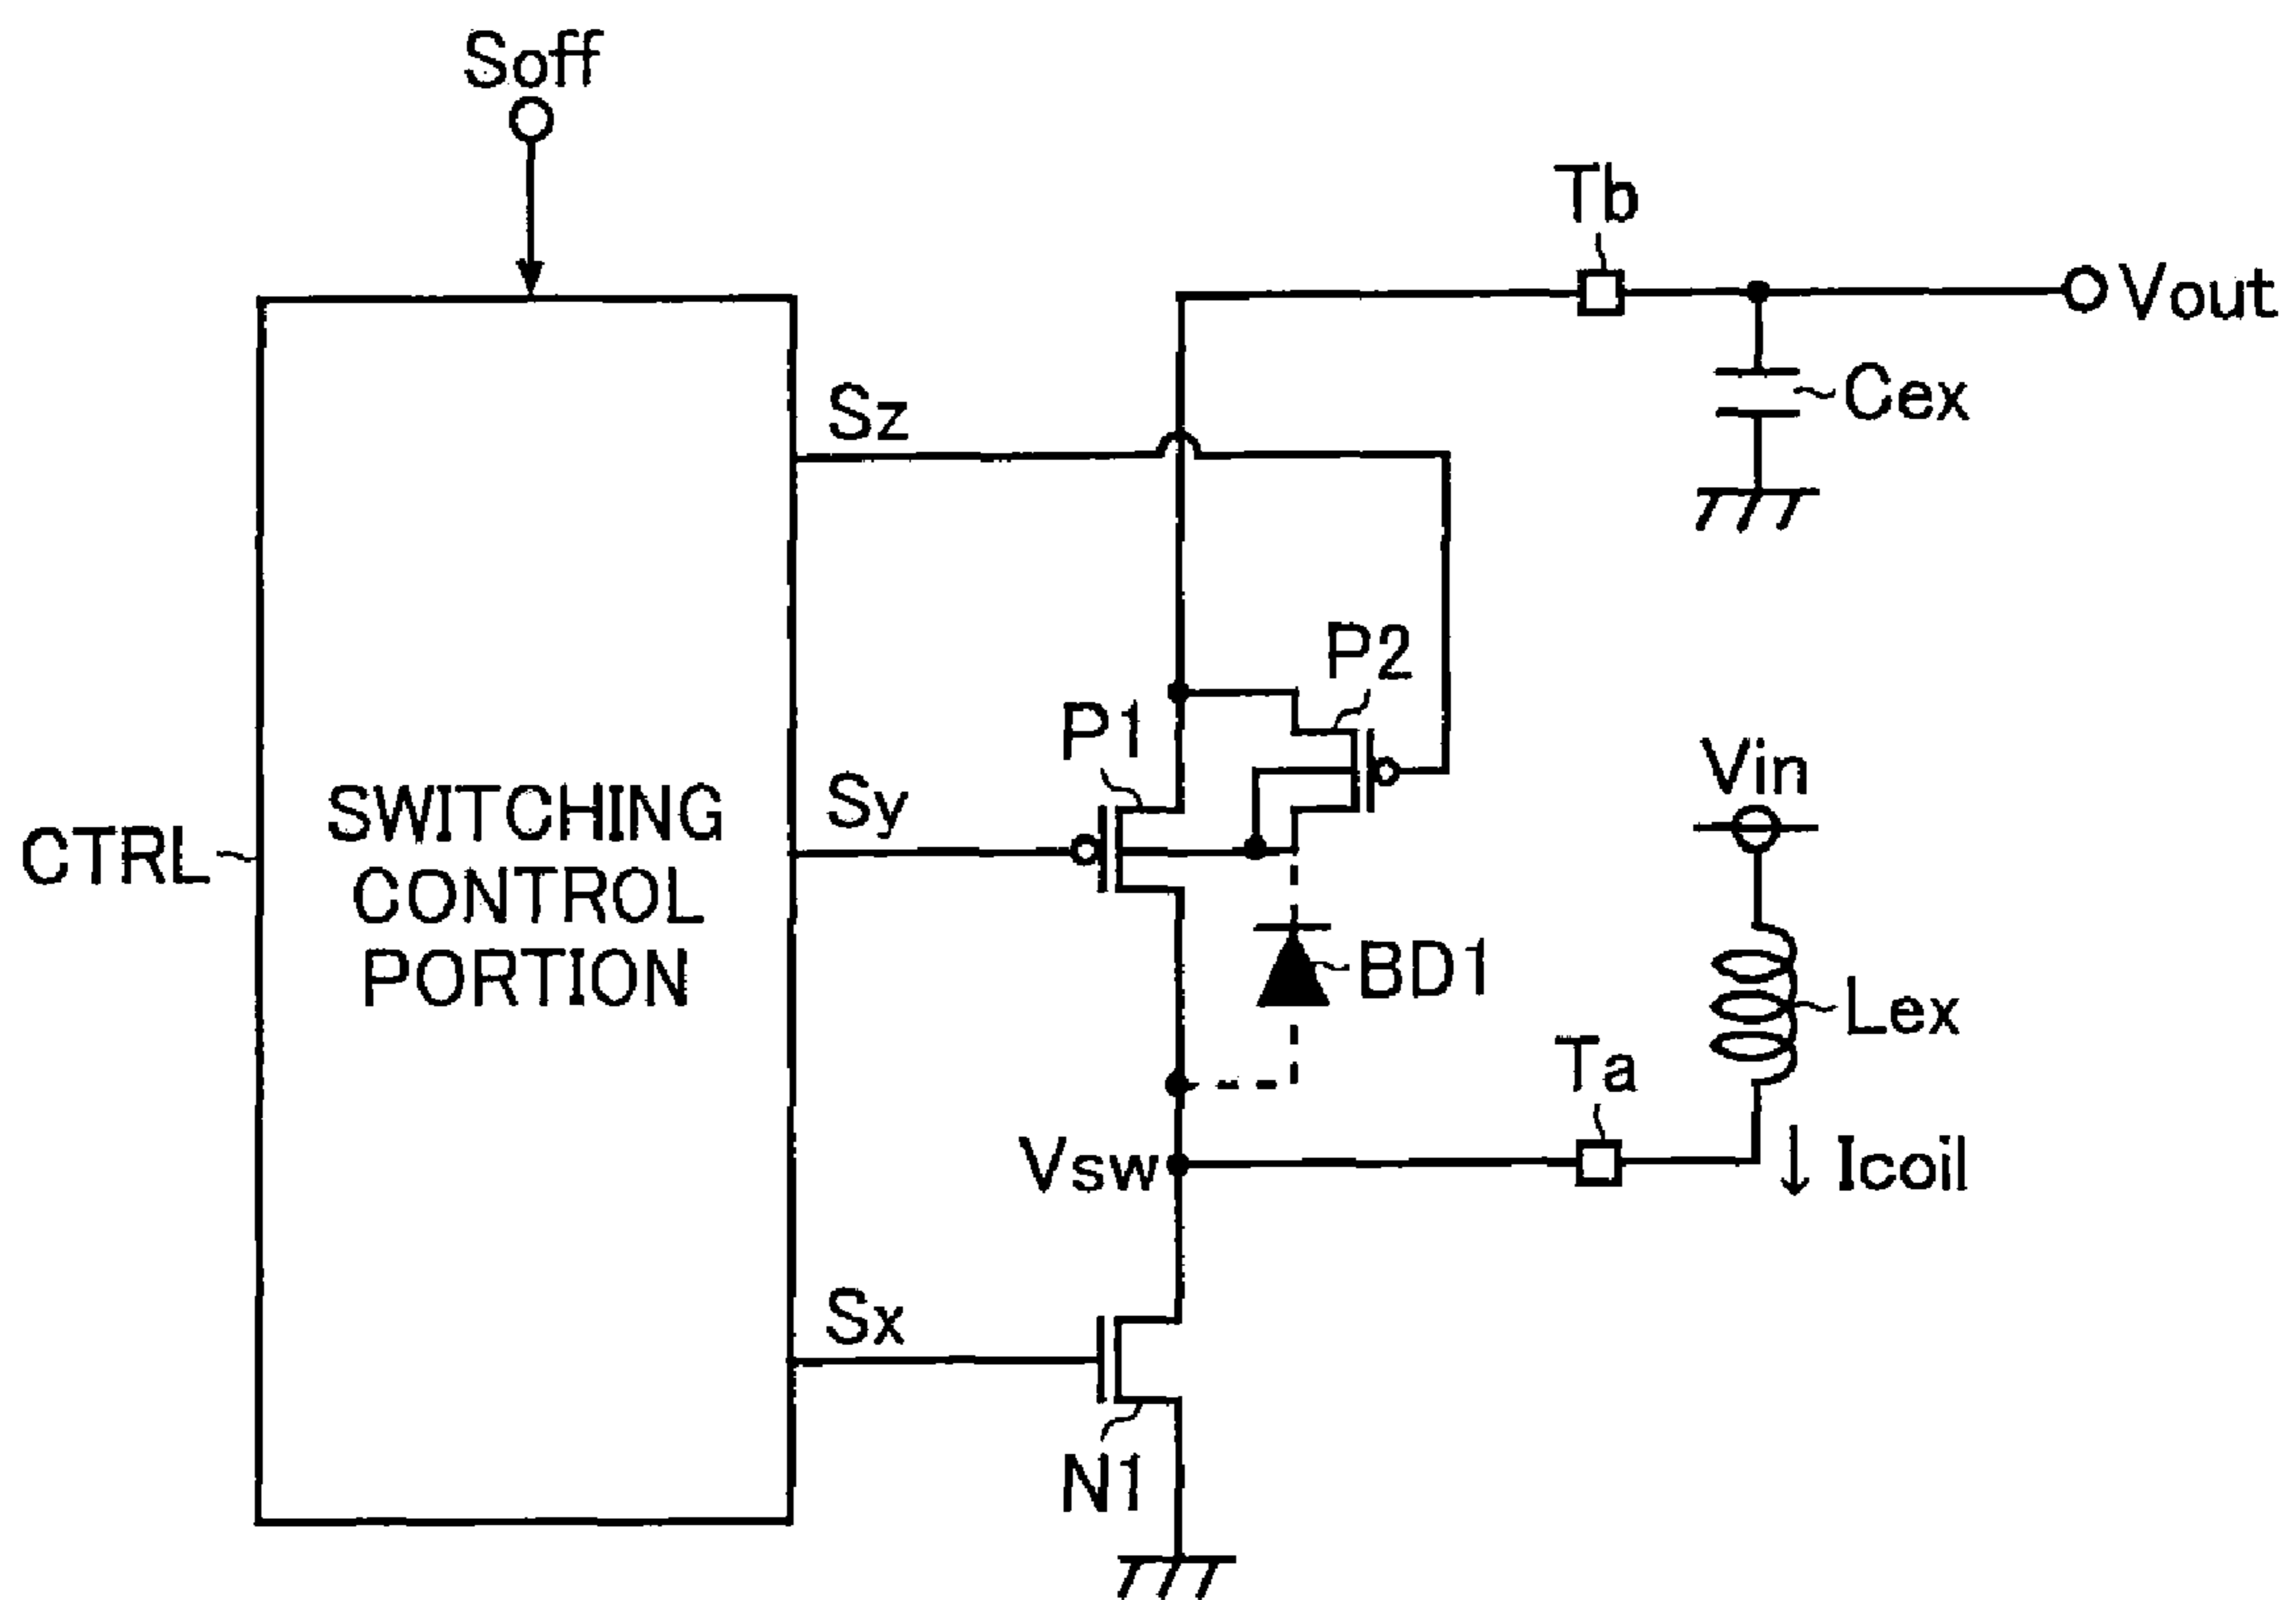 Soff
Tb
Vout
Cex
Sz
P2
P1
Vin
Sy
CTRL
SWITCHING
CONTROL
PORTION
BD1
Lex
Ta
Vsw
Icoil
Sx
N1